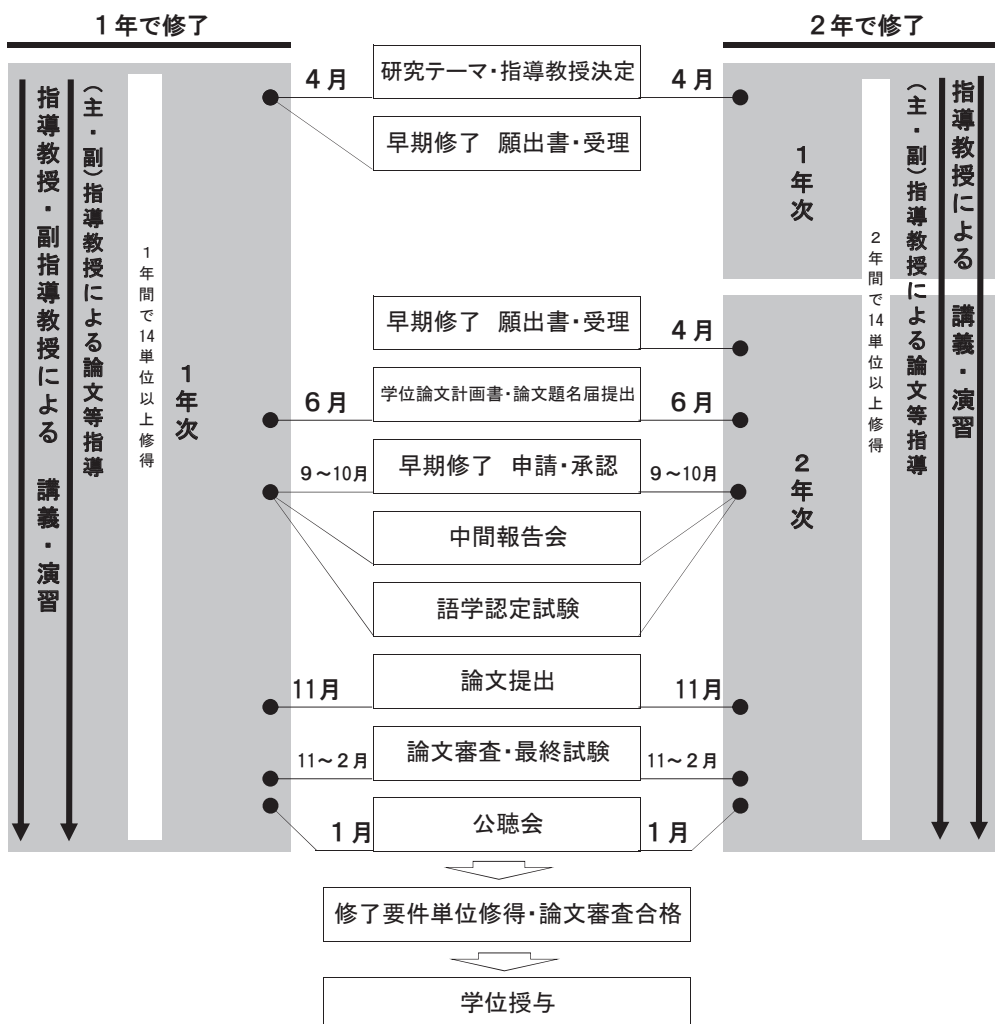 1年で修了
2年で修了
指導教授・副指導教授による　講義・演習
（主・副）指導教授による論文等指導
1年間で14単位以上修得
1年次
4月
研究テーマ・指導教授決定
4月
早期修了　願出書・受理
早期修了　願出書・受理
4月
6月
学位論文計画書・論文題名届提出
6月
9～10月
早期修了　申請・承認
9～10月
中間報告会
語学認定試験
11月
論文提出
11月
11～2月
論文審査・最終試験
11～2月
1月
公聴会
1月
1年次
2年次
2年間で14単位以上修得
（主・副）指導教授による論文等指導
指導教授による　講義・演習
修了要件単位修得・論文審査合格
学位授与